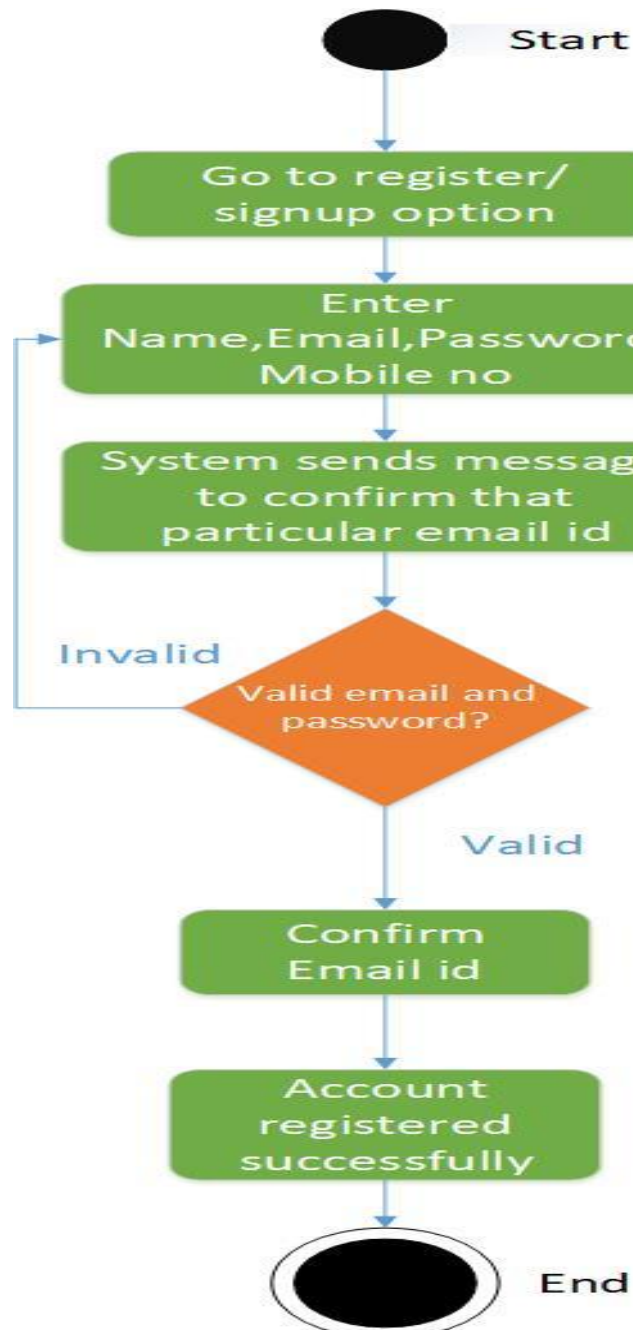 Start
Go to register/
signup option
Enter
Name,Email,Password
Mobile no
System sends messag
to confirm that
particular email id
Invalid
Valid email and
password?
Valid
Confirm
Email id
Account
registered
successfully
End